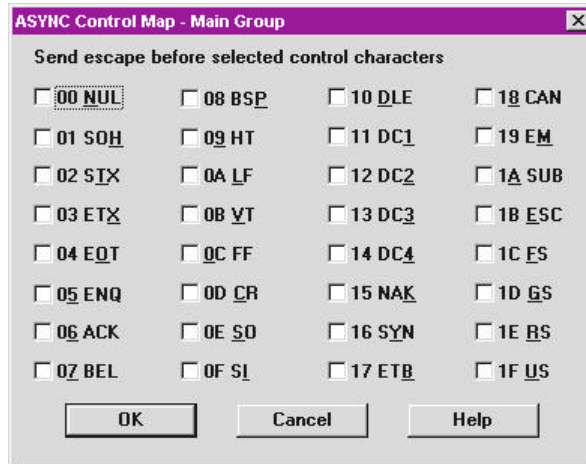 ASYNC Control Map - Main Group
Send escape before selected control characters
00 NUL 08 BSP 10 DLE 18 CAN
01 SOH 09 HT 11 DC1 19 EM
02 STX 0A LF 12 DC2 1A SUB
03 ETX 0B VT 13 DC3 1B ESC
04 EOT 0C FF 14 DC4 1C FS
05 ENQ 0D CR 15 NAK 1D GS
06 ACK 0E SO 16 SYN 1E RS
07 BEL 0F SI 17 ETB 1F US
OK Cancel Help